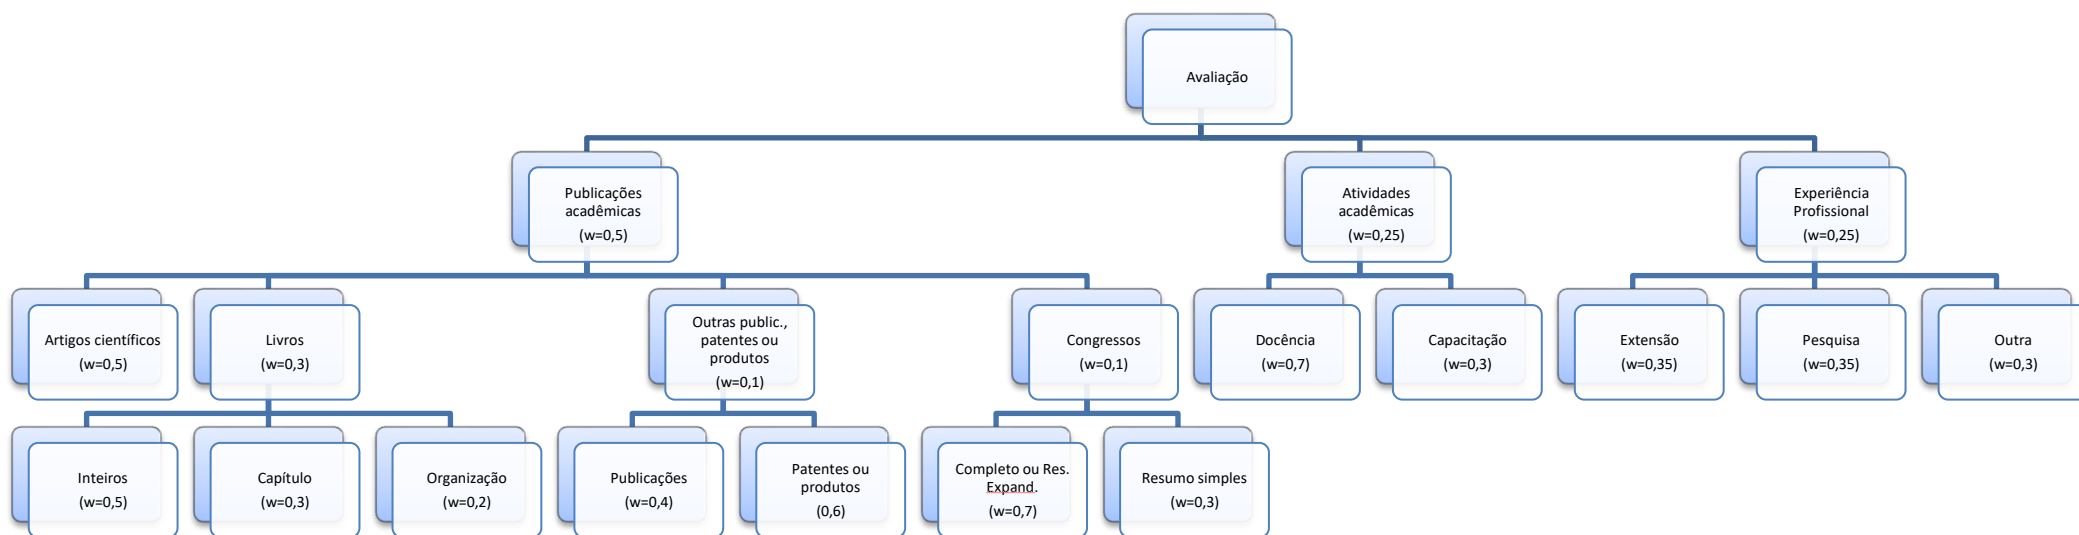 Avaliação
Publicações
acadêmicas
(w=0,5)
Atividades
acadêmicas
(w=0,25)
Experiência
Profissional
(w=0,25)
Artigos científicos
(w=0,5)
Livros
(w=0,3)
Outras public.,
patentes ou
produtos
(w=0,1)
Congressos
(w=0,1)
Docência
(w=0,7)
Capacitação
(w=0,3)
Extensão
(w=0,35)
Pesquisa
(w=0,35)
Outra
(w=0,3)
Inteiros
(w=0,5)
Capítulo
(w=0,3)
Organização
(w=0,2)
Publicações
(w=0,4)
Patentes ou
produtos
(0,6)
Completo ou Res.
Expand.
(w=0,7)
Resumo simples
(w=0,3)